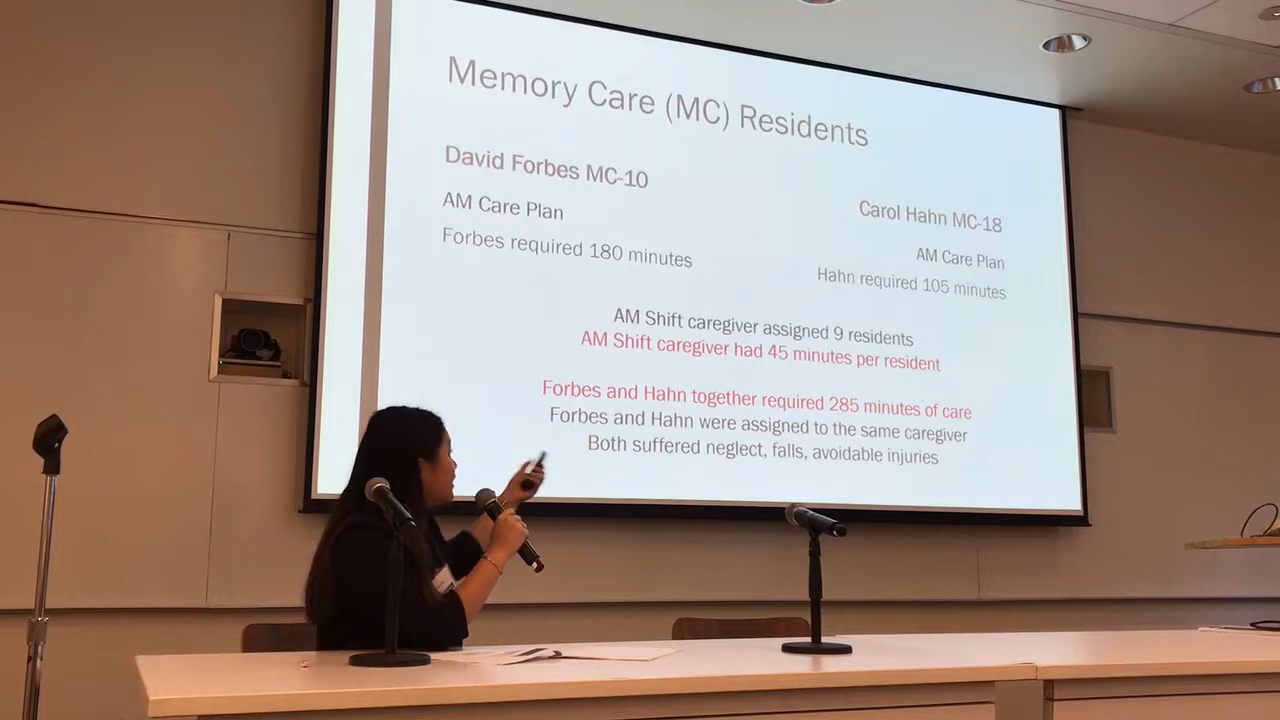 Memory Care (MC) Residents
David Forbes MC-10
AM Care Plan
Forbes required 180 minutes
Carol Hahn MC-18
AM Care Plan
Hahn required 105 minutes
AM Shift caregiver assigned 9 residents
AM Shift caregiver had 45 minutes per resident
Forbes and Hahn together required 285 minutes of care
Forbes and Hahn were assigned to the same caregiver
Both suffered neglect, falls, avoidable injuries